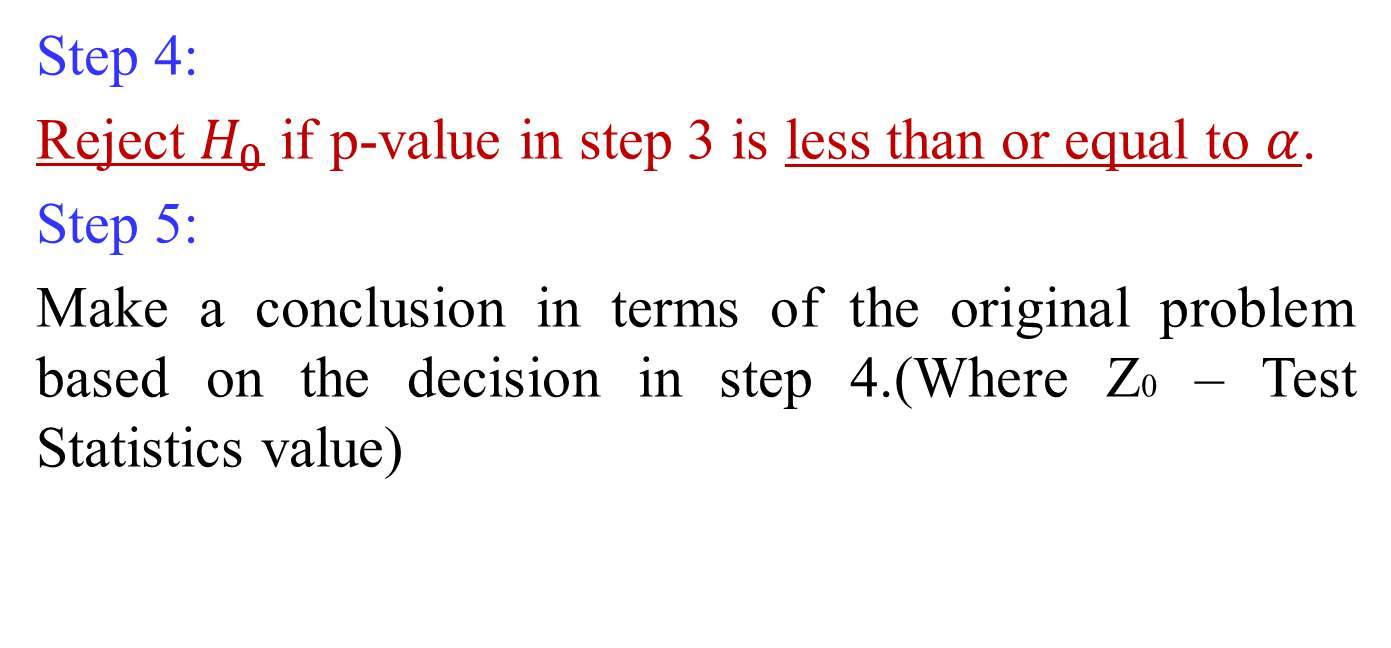 Step 4:
Reject H₀ if p-value in step 3 is less than or equal to α.
Step 5:
Make a conclusion in terms of the original problem
based on the decision in step 4.(Where Z₀ – Test
Statistics value)